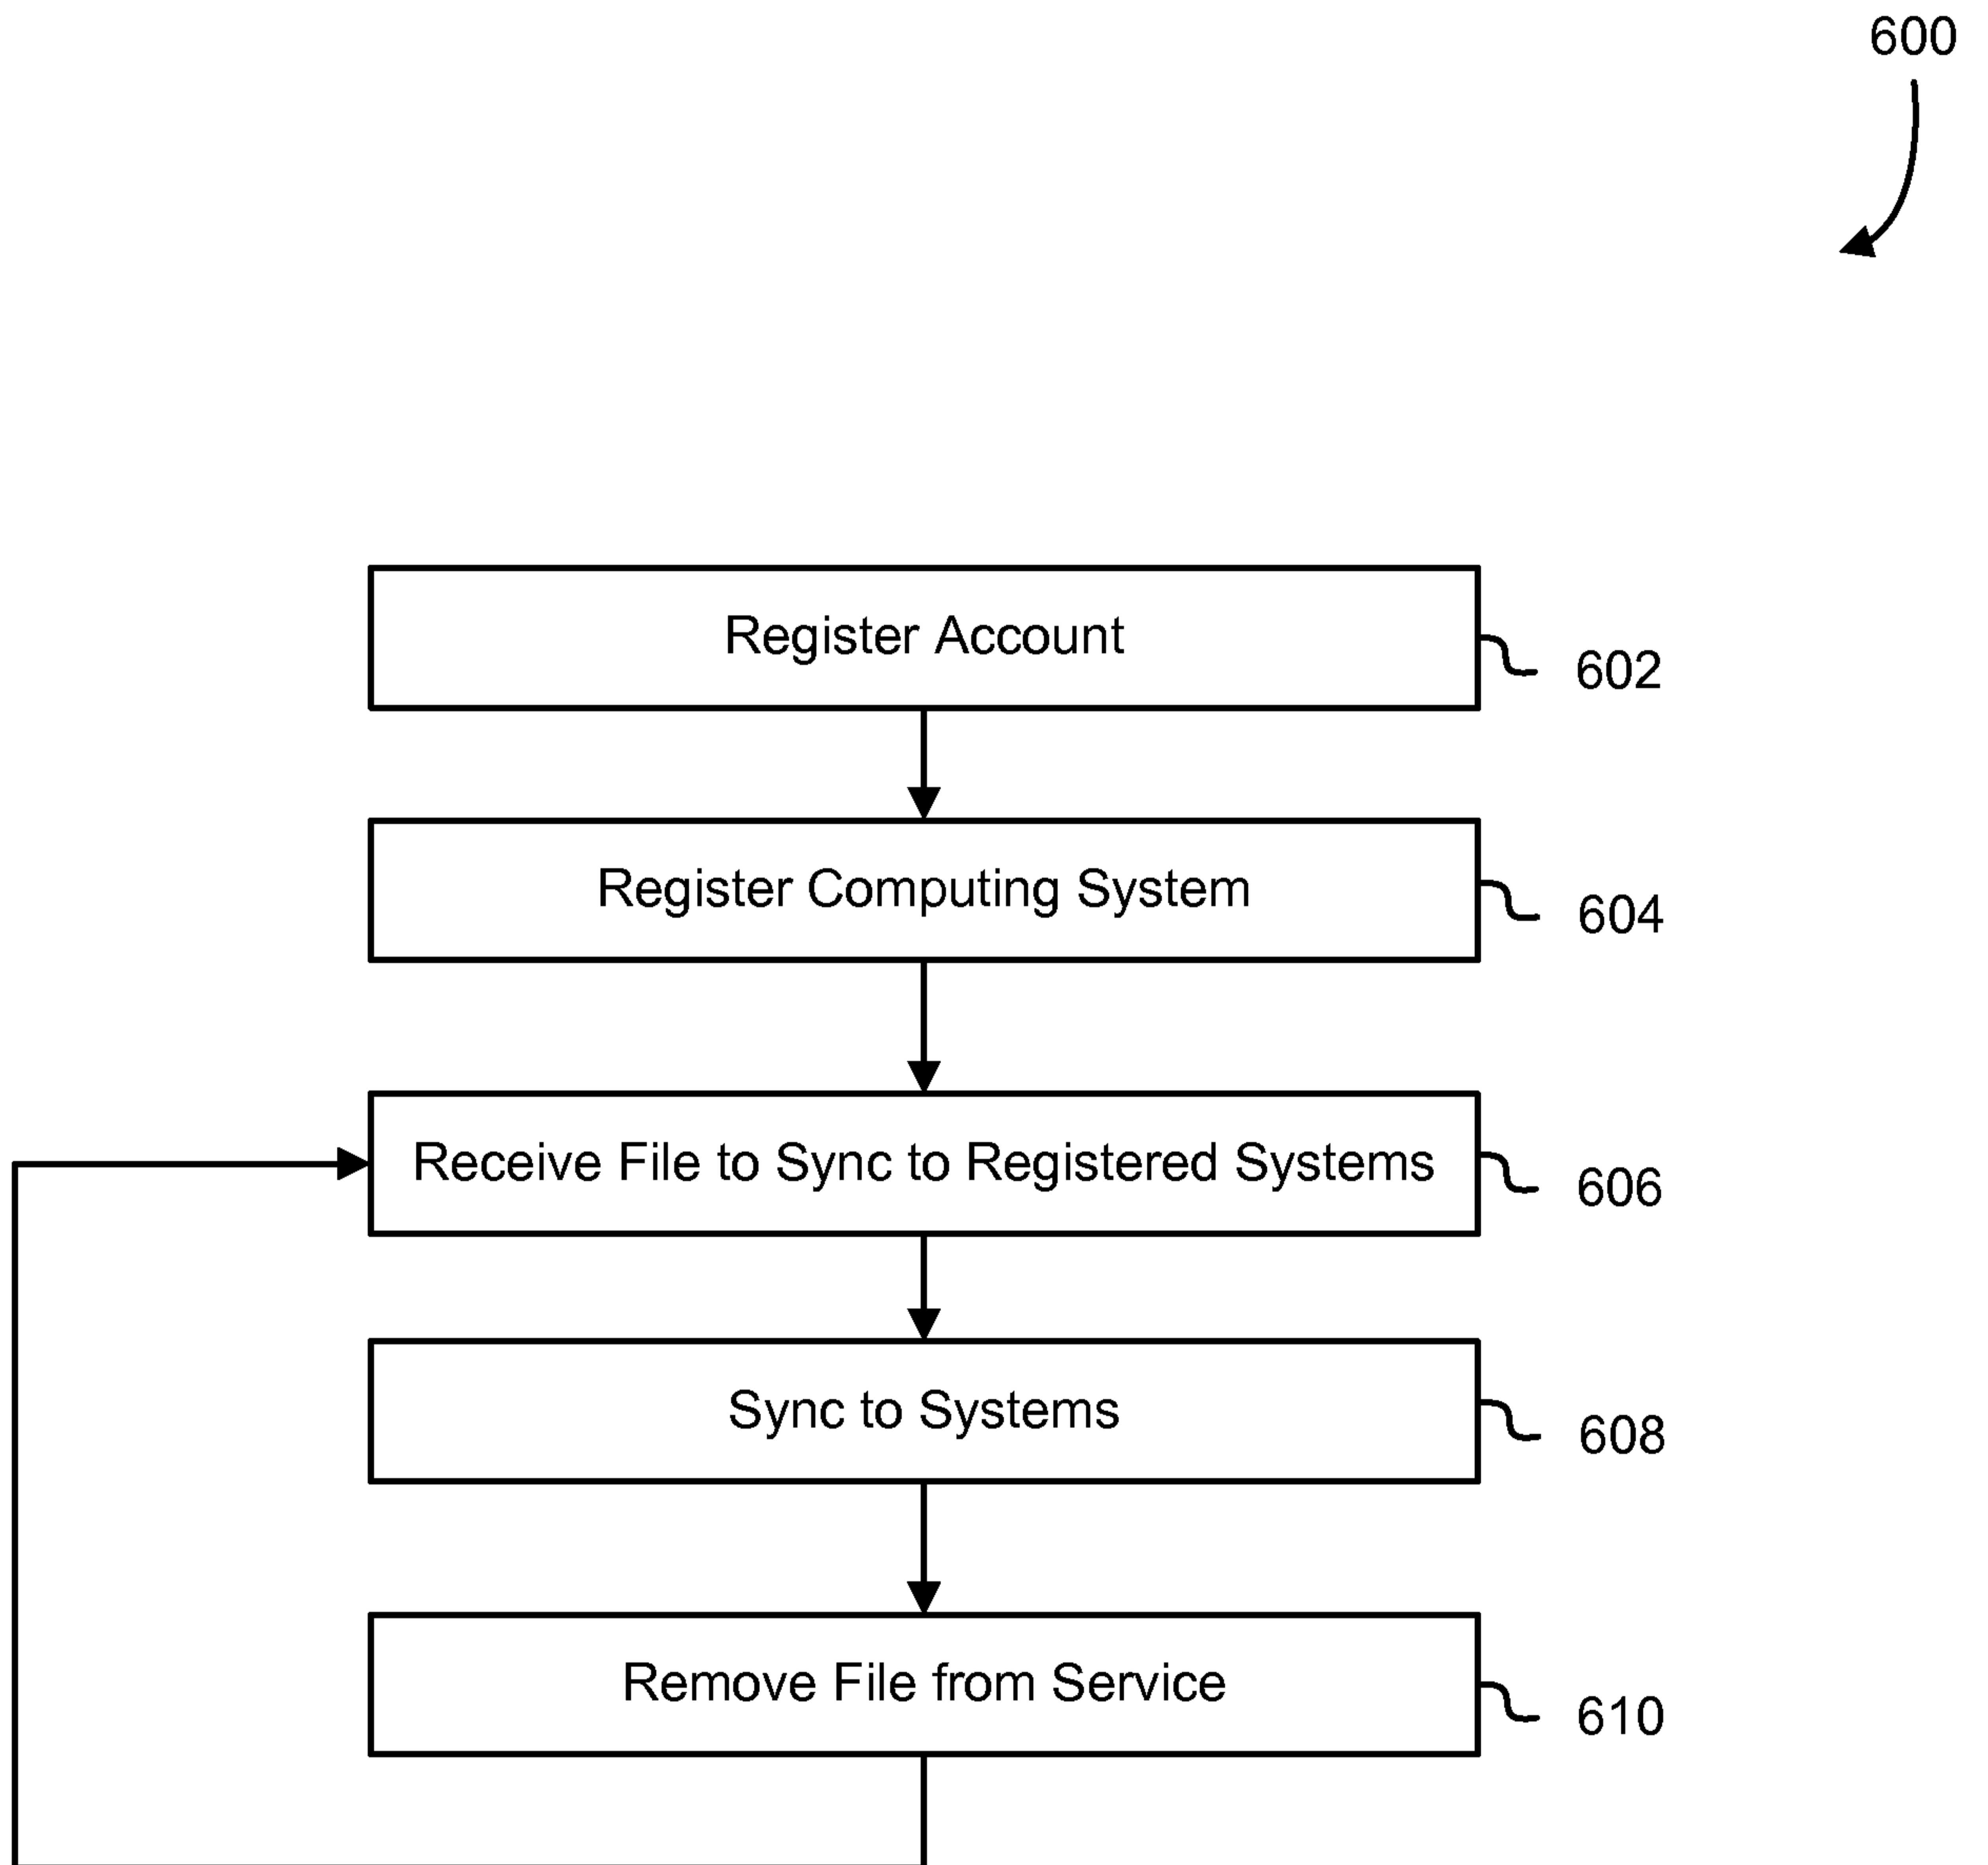 600
Register Account
602
Register Computing System
604
Receive File to Sync to Registered Systems
606
Sync to Systems
608
Remove File from Service
610